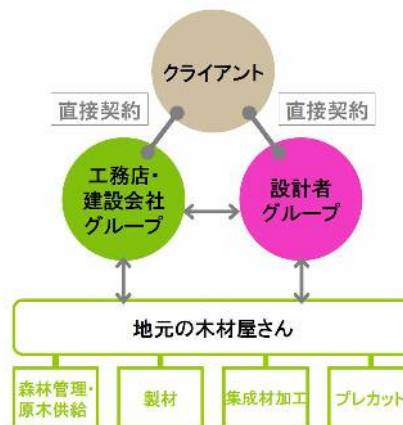 クライアント
直接契約
直接契約
工務店・
建設会社
グループ
設計者
グループ
地元の木材屋さん
森林管理・
原木供給
製材
集成材加工
プレカット